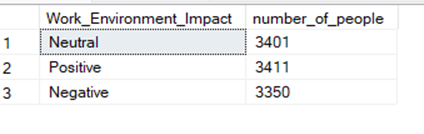 Work_Environment_Impact number_of_people
1 Neutral 3401
2 Positive 3411
3 Negative 3350